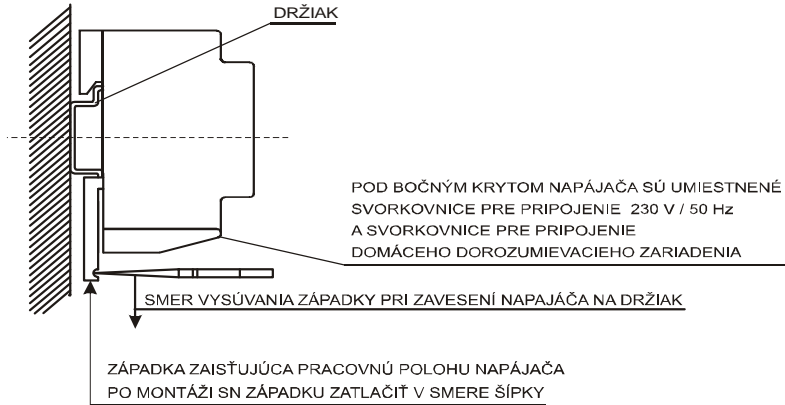 DRŽIAK
POD BOČNÝM KRYTOM NAPÁJAČA SÚ UMIESTNENÉ
SVORKOVNICE PRE PRIPOJENIE 230 V / 50 Hz
A SVORKOVNICE PRE PRIPOJENIE
DOMÁCEHO DOROZUMIEVACIEHO ZARIADENIA
SMER VYSÚVANIA ZÁPADKY PRI ZAVESENÍ NAPAJÁČA NA DRŽIAK
ZÁPADKA ZAISŤUJÚCA PRACOVNÚ POLOHU NAPÁJAČA
PO MONTÁŽI SN ZÁPADKU ZATLAČIŤ V SMERE ŠÍPKY